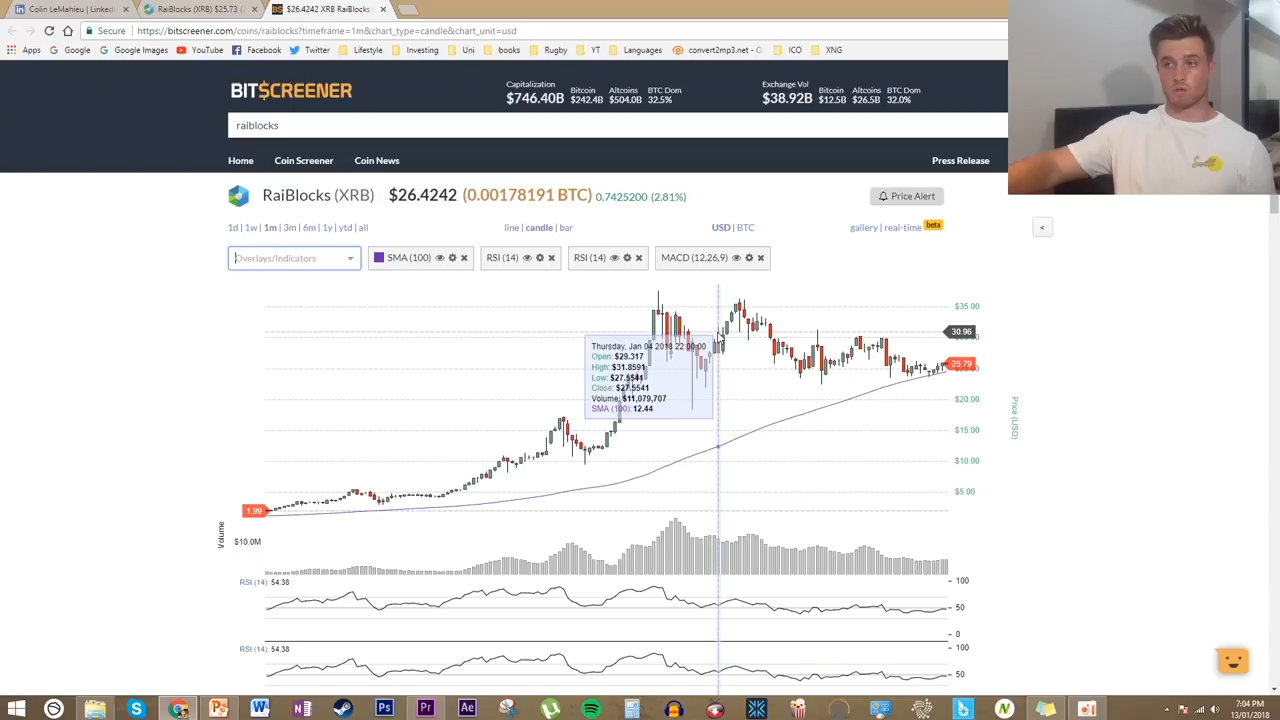 Colin LeMahieu | LinkedI
RaiBlocks (XRB) $25.73 (
$26.4242 XRB RaiBlocks
Secure
https://bitscreener.com/coins/raiblocks?timeframe=1m&chart_type=candle&chart_unit=usd
Apps Google Google Images YouTube Facebook Twitter Lifestyle Investing Uni books Rugby YT Languages convert2mp3.net - O ICO XNG
BIT$CREENER
Capitalization
$746.40B
Bitcoin
$242.4B
Altcoins
$504.0B
BTC Dom
32.5%
Exchange Vol
$38.92B
Bitcoin
$12.5B
Altcoins
$26.5B
BTC Dom
32.0%
raiblocks
Home Coin Screener Coin News Press Release
RaiBlocks (XRB) $26.4242 (0.00178191 BTC) 0.7425200 (2.81%)
Price Alert
1d | 1w | 1m | 3m | 6m | 1y | ytd | all
line | candle | bar
USD | BTC
gallery | real-time beta
<
Overlays/Indicators
SMA (100)
RSI (14)
RSI (14)
MACD (12,26,9)
$35.00
30.96
25.79
$20.00
$15.00
$10.00
$5.00
1.99
Price (USD)
Thursday, Jan 04 2018 22:00:00
Open: $29.317
High: $31.8591
Low: $27.5541
Close: $27.5541
Volume: $11,079,707
SMA (100): 12.44
Volume
$10.0M
RSI (14): 54.38
100
50
0
RSI (14): 54.38
100
50
7:04 PM
13/01/2018